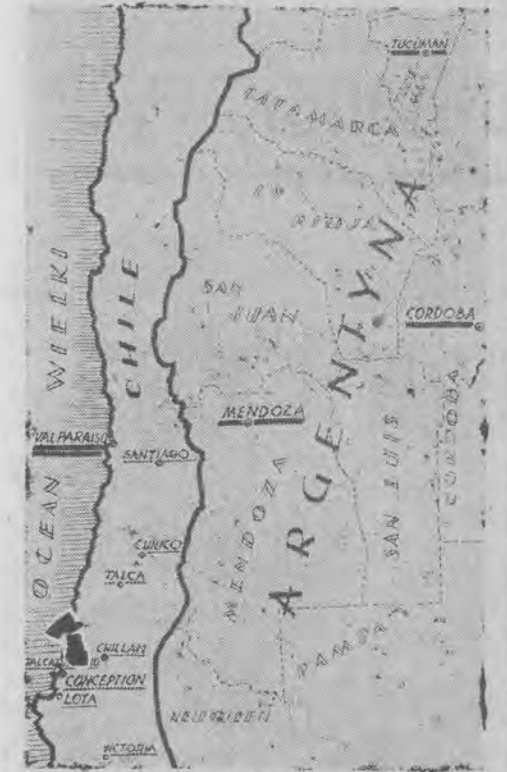 TUCUMAN
CATAMARCA
RIOJA
WIELKI
OCEAN
CHILE
SAN
JUAN
ARGENTYNA
CORDOBA
VALPARAISO
MENDOZA
SANTIAGO
MENDOZA
SAN LUIS
CORDOBA
CURICO
TALCA
PAMPA
CHILLAN
CONCEPTION
LOTA
VICTORIA